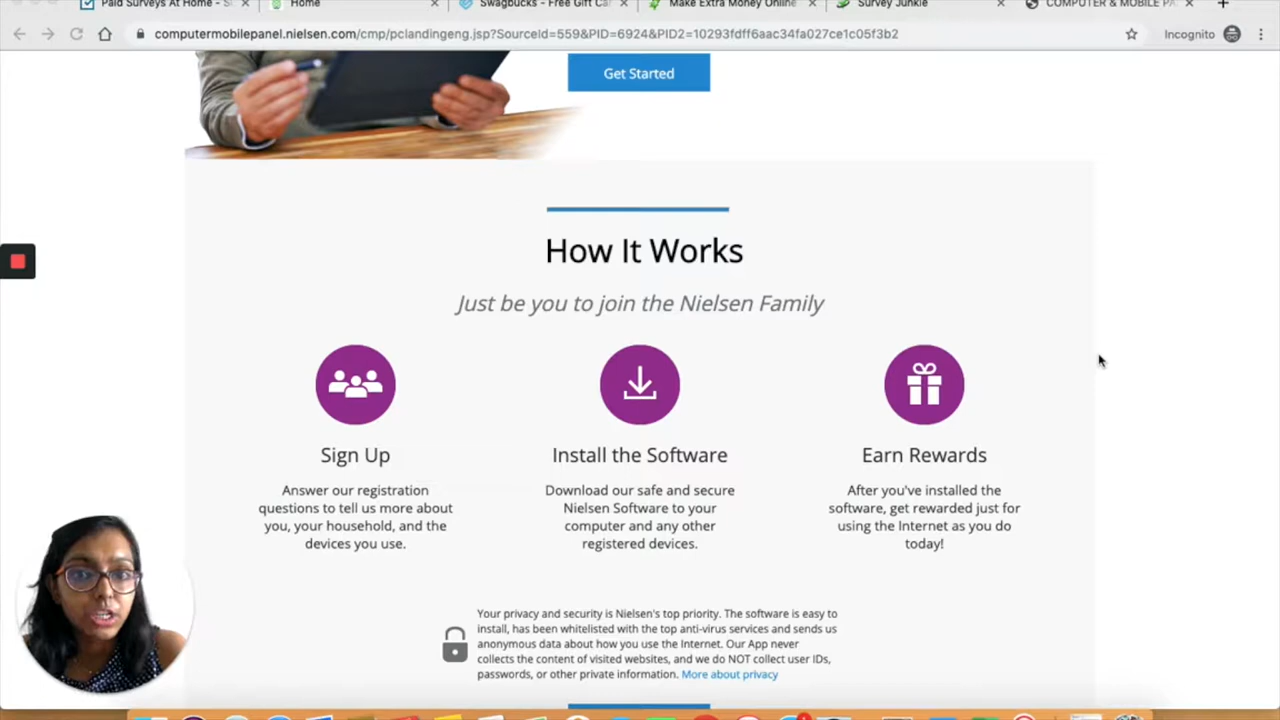 Paid Surveys At Home - S
Home
Swagbucks - Free Gift Car
Make Extra Money Online
Survey Junkie
COMPUTER & MOBILE PA
computermobilepanel.nielsen.com/cmp/pclandingeng.jsp?SourceId=559&PID=6924&PID2=10293fdff6aac34fa027ce1c05f3b2
Incognito
Get Started
How It Works
Just be you to join the Nielsen Family
Sign Up
Install the Software
Earn Rewards
Answer our registration
questions to tell us more about
you, your household, and the
devices you use.
Download our safe and secure
Nielsen Software to your
computer and any other
registered devices.
After you've installed the
software, get rewarded just for
using the Internet as you do
today!
Your privacy and security is Nielsen's top priority. The software is easy to
install, has been whitelisted with the top anti-virus services and sends us
anonymous data about how you use the Internet. Our App never
collects the content of visited websites, and we do NOT collect user IDs,
passwords, or other private information. More about privacy